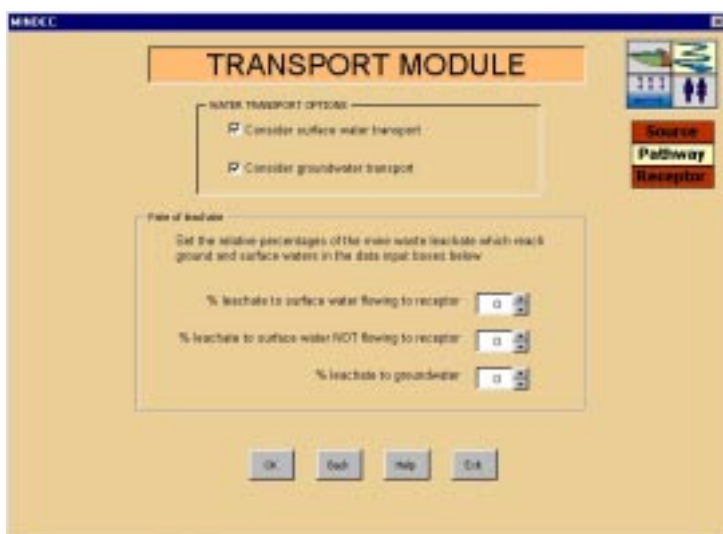 MINDEC
TRANSPORT MODULE
WATER TRANSPORT OPTIONS
Consider surface water transport
Consider groundwater transport
Source
Pathway
Receptor
Fate of leachate
Set the relative percentages of the mine waste leachate which reach
ground and surface waters in the data input boxes below
% leachate to surface water flowing to receptor 0
% leachate to surface water NOT flowing to receptor 0
% leachate to groundwater 0
OK Back Help Exit